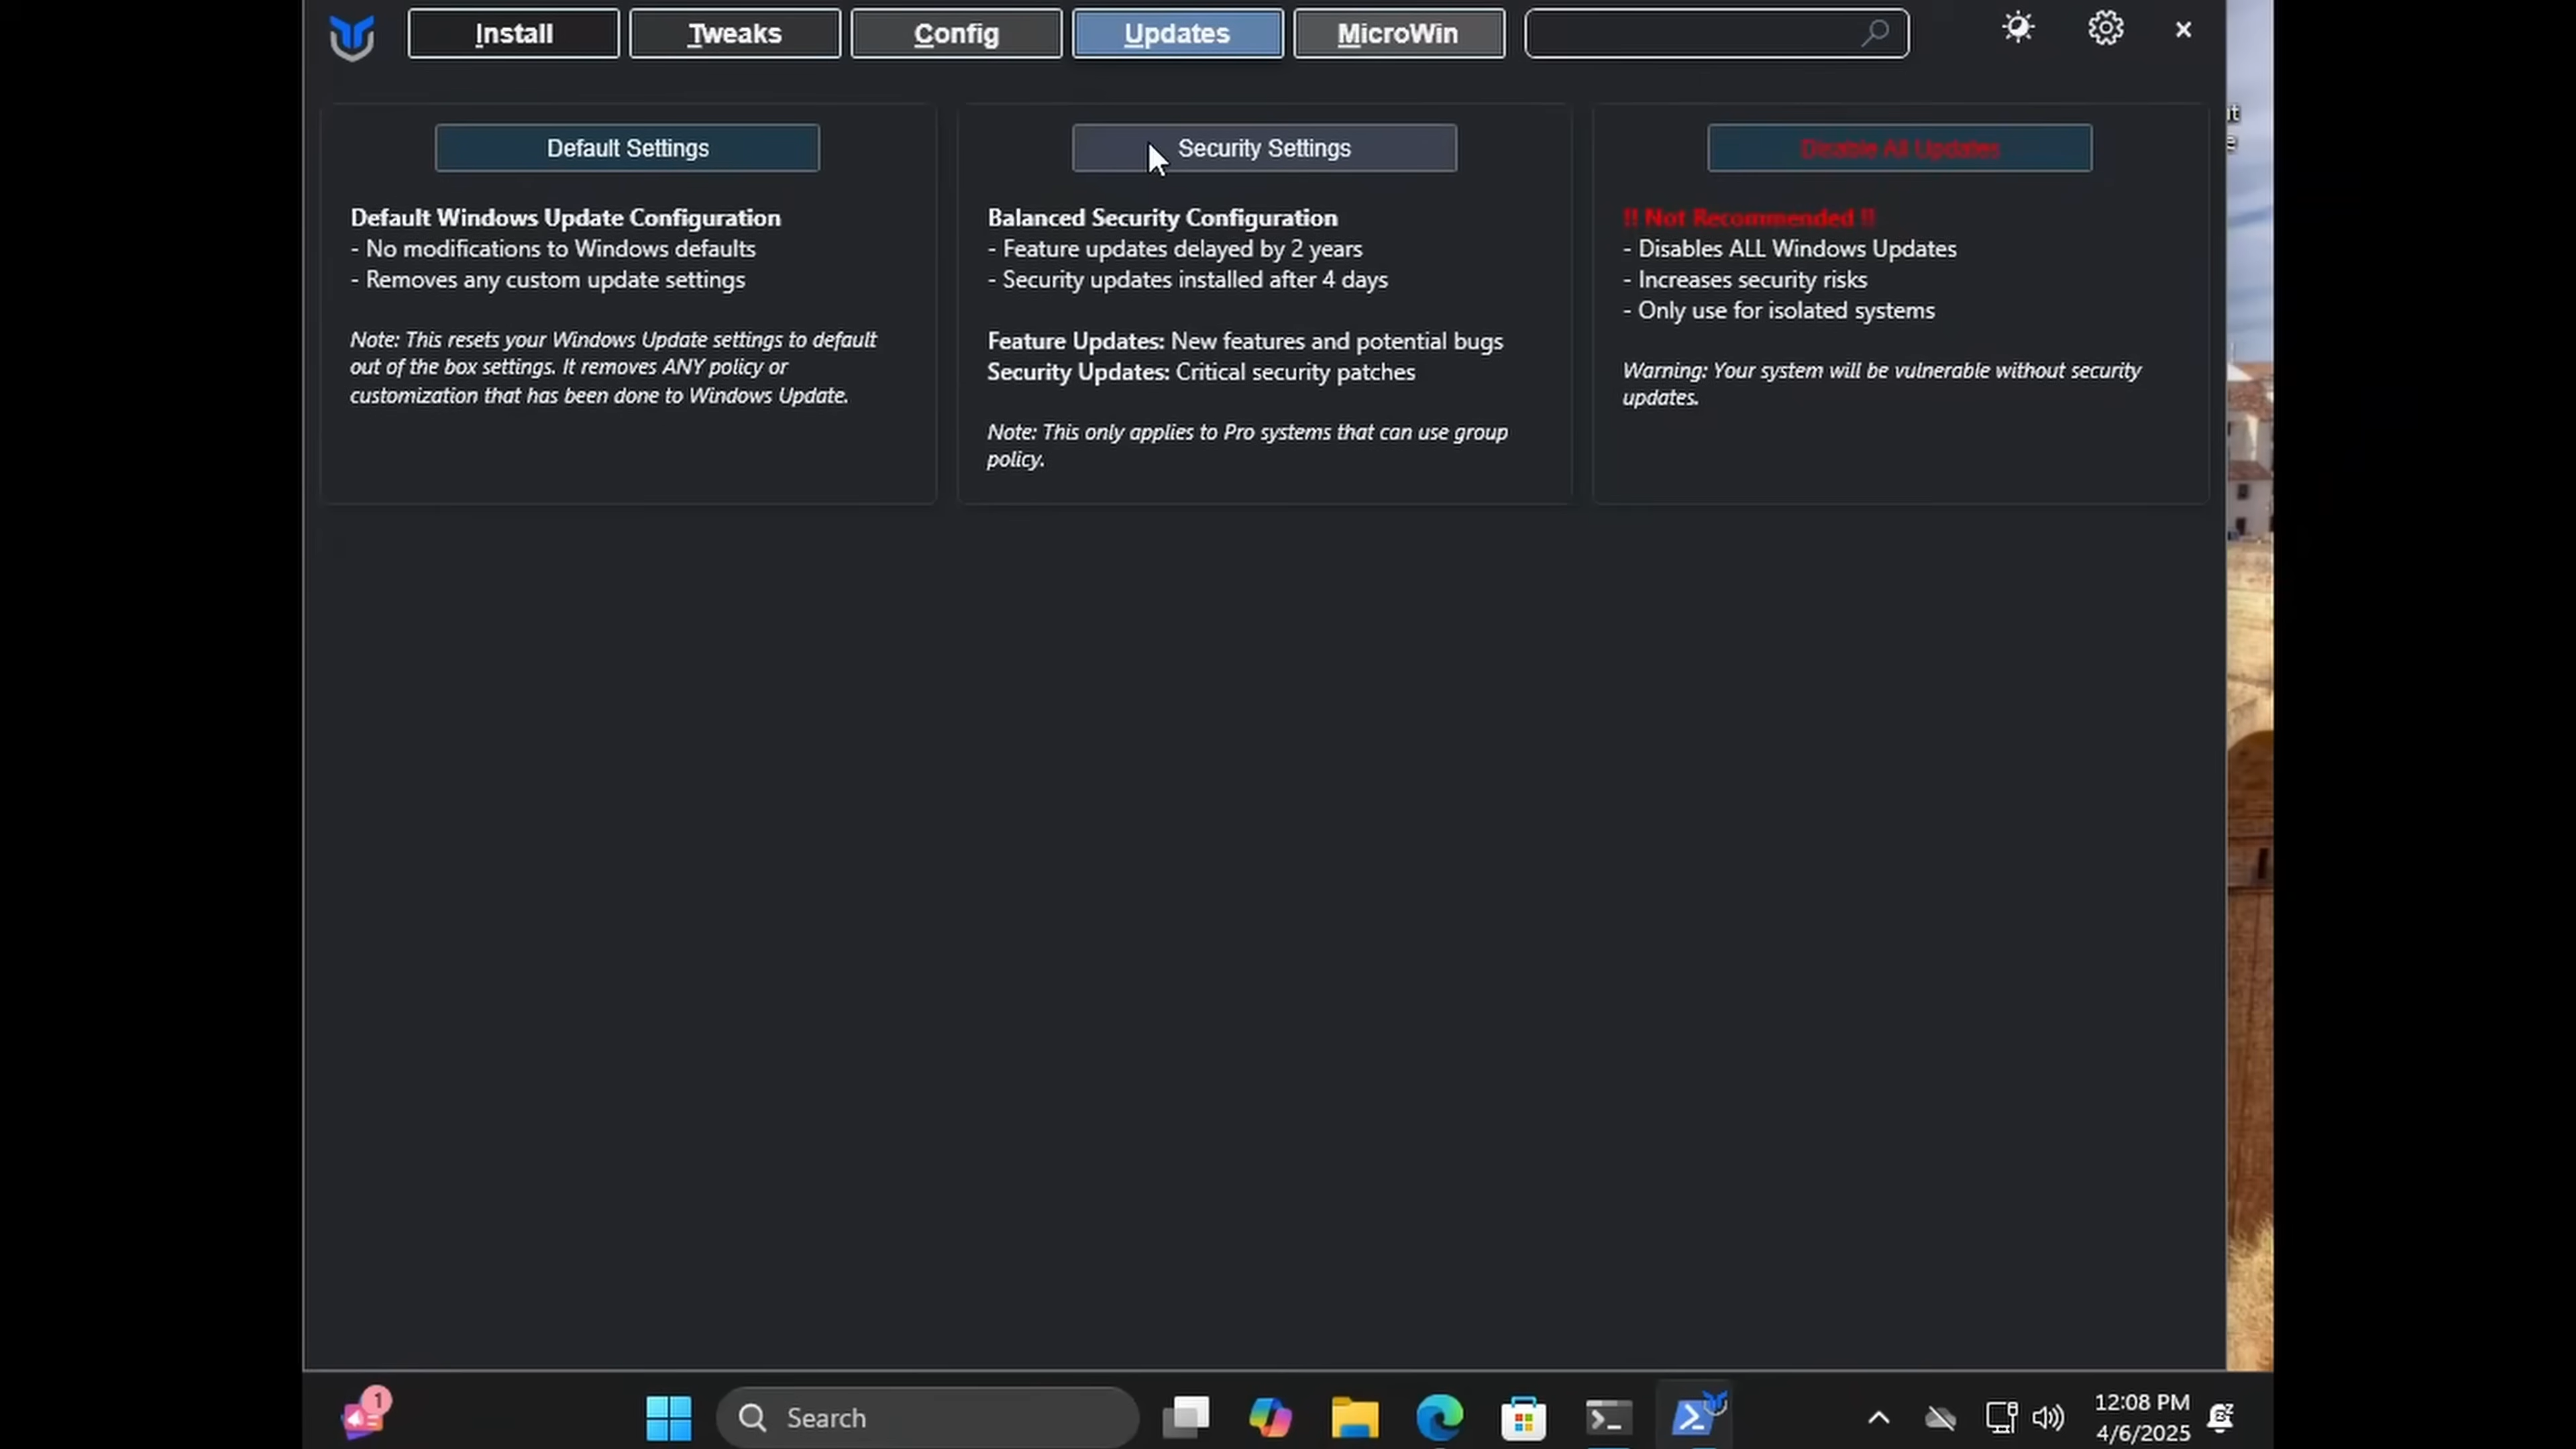 Install
Tweaks
Config
Updates
MicroWin
Default Settings
Default Windows Update Configuration
- No modifications to Windows defaults
- Removes any custom update settings
Note: This resets your Windows Update settings to default
out of the box settings. It removes ANY policy or
customization that has been done to Windows Update.
Security Settings
Balanced Security Configuration
- Feature updates delayed by 2 years
- Security updates installed after 4 days
Feature Updates: New features and potential bugs
Security Updates: Critical security patches
Note: This only applies to Pro systems that can use group
policy.
Disable All Updates
!! Not Recommended !!
- Disables ALL Windows Updates
- Increases security risks
- Only use for isolated systems
Warning: Your system will be vulnerable without security
updates.
1
Search
12:08 PM
4/6/2025